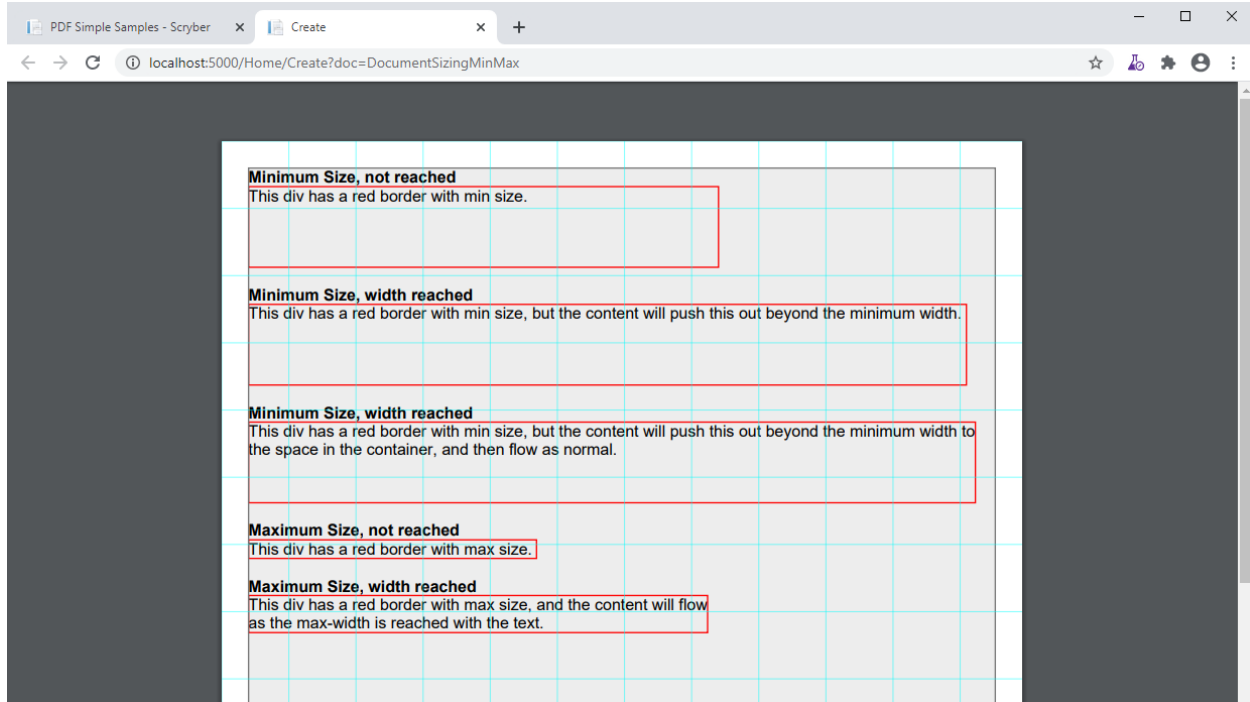 PDF Simple Samples - Scryber
Create
localhost:5000/Home/Create?doc=DocumentSizingMinMax
Minimum Size, not reached
This div has a red border with min size.
Minimum Size, width reached
This div has a red border with min size, but the content will push this out beyond the minimum width.
Minimum Size, width reached
This div has a red border with min size, but the content will push this out beyond the minimum width to
the space in the container, and then flow as normal.
Maximum Size, not reached
This div has a red border with max size.
Maximum Size, width reached
This div has a red border with max size, and the content will flow
as the max-width is reached with the text.